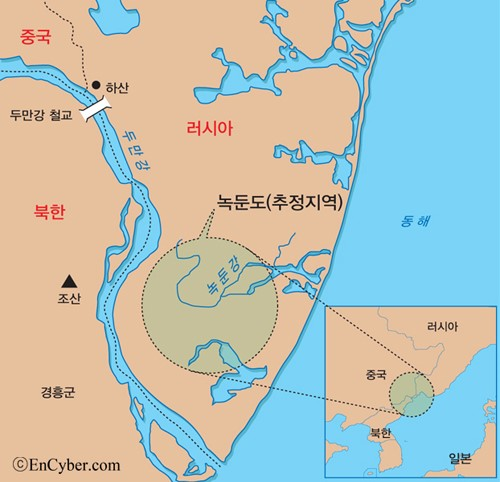 중국
하산
두만강 철교
두만강
러시아
북한
녹둔도(추정지역)
동해
녹둔강
조산
경흥군
러시아
중국
북한
일본
ⓒEnCyber.com